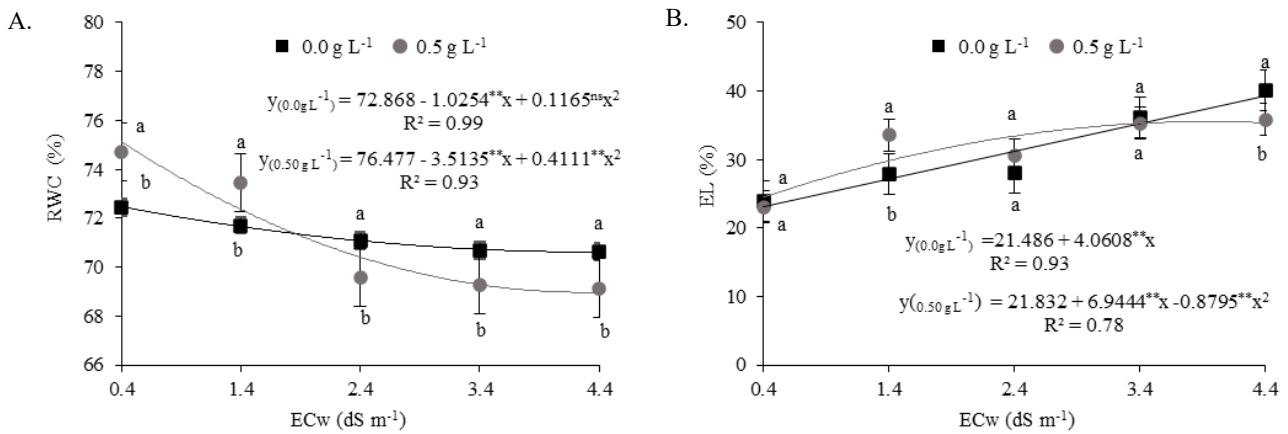 A.
80
78
76
74
72
70
68
66
RWC (%)
0.0 g L⁻¹ 0.5 g L⁻¹
y(0.0gL⁻¹) = 72.868 - 1.0254**x + 0.1165ⁿˢx²
R² = 0.99
y(0.50 gL⁻¹) = 76.477 - 3.5135**x + 0.4111**x²
R² = 0.93
a
b
a
b
a
b
a
b
a
b
0.4 1.4 2.4 3.4 4.4
ECw (dS m⁻¹)
B.
50
40
30
20
10
0
EL (%)
0.0 g L⁻¹ 0.5 g L⁻¹
a
a
a
b
a
a
a
a
a
b
y(0.0gL⁻¹) =21.486 + 4.0608**x
R² = 0.93
y(0.50 gL⁻¹) = 21.832 + 6.9444**x -0.8795**x²
R² = 0.78
0.4 1.4 2.4 3.4 4.4
ECw (dS m⁻¹)